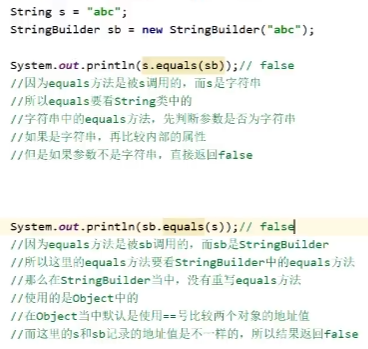 String s = "abc";
StringBuilder sb = new StringBuilder("abc");
System.out.println(s.equals(sb));// false
//因为equals方法是被s调用的，而s是字符串
//所以equals要看String类中的
//字符串中的equals方法，先判断参数是否为字符串
//如果是字符串，再比较内部的属性
//但是如果参数不是字符串，直接返回false
System.out.println(sb.equals(s));// false
//因为equals方法是被sb调用的，而sb是StringBuilder
//所以这里的equals方法要看StringBuilder中的equals方法
//那么在StringBuilder当中，没有重写equals方法
//使用的是Object中的
//在Object当中默认是使用==号比较两个对象的地址值
//而这里的s和sb记录的地址值是不一样的，所以结果返回false